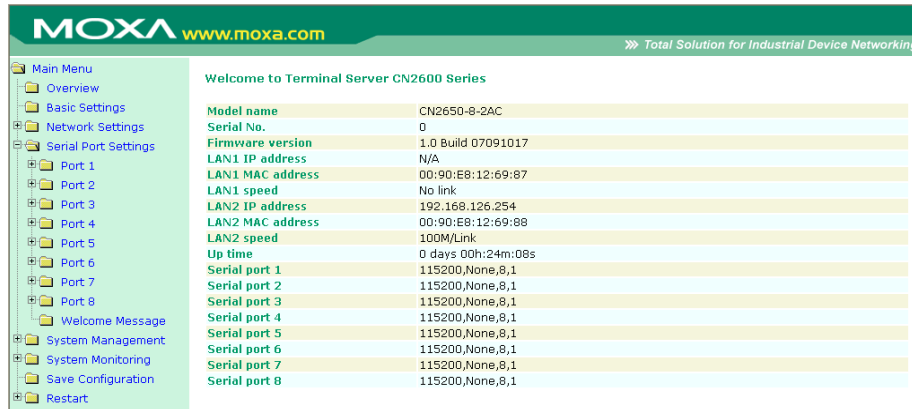 MOXA www.moxa.com
Total Solution for Industrial Device Networking
Main Menu
Overview
Basic Settings
Network Settings
Serial Port Settings
Port 1
Port 2
Port 3
Port 4
Port 5
Port 6
Port 7
Port 8
Welcome Message
System Management
System Monitoring
Save Configuration
Restart
Welcome to Terminal Server CN2600 Series
Model name CN2650-8-2AC
Serial No. 0
Firmware version 1.0 Build 07091017
LAN1 IP address N/A
LAN1 MAC address 00:90:E8:12:69:87
LAN1 speed No link
LAN2 IP address 192.168.126.254
LAN2 MAC address 00:90:E8:12:69:88
LAN2 speed 100M/Link
Up time 0 days 00h:24m:08s
Serial port 1 115200,None,8,1
Serial port 2 115200,None,8,1
Serial port 3 115200,None,8,1
Serial port 4 115200,None,8,1
Serial port 5 115200,None,8,1
Serial port 6 115200,None,8,1
Serial port 7 115200,None,8,1
Serial port 8 115200,None,8,1